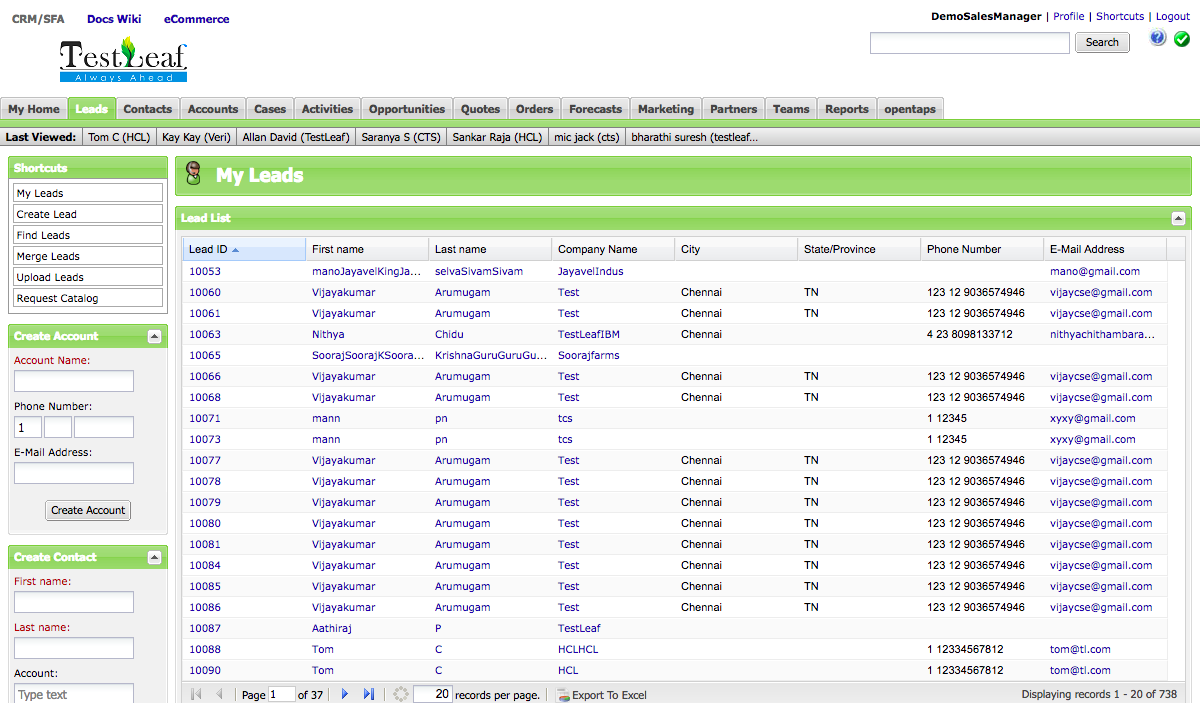 CRM/SFA Docs Wiki eCommerce
DemoSalesManager | Profile | Shortcuts | Logout
Search
TestLeaf
Always Ahead
My Home Leads Contacts Accounts Cases Activities Opportunities Quotes Orders Forecasts Marketing Partners Teams Reports opentaps
Last Viewed: Tom C (HCL) Kay Kay (Veri) Allan David (TestLeaf) Saranya S (CTS) Sankar Raja (HCL) mic jack (cts) bharathi suresh (testleaf...
Shortcuts
My Leads
Create Lead
Find Leads
Merge Leads
Upload Leads
Request Catalog
Create Account
Account Name:
Phone Number:
1
E-Mail Address:
Create Account
Create Contact
First name:
Last name:
Account:
Type text
My Leads
Lead List
Lead ID First name Last name Company Name City State/Province Phone Number E-Mail Address
10053 manoJayavelKingJa... selvaSivamSivam JayavelIndus mano@gmail.com
10060 Vijayakumar Arumugam Test Chennai TN 123 12 9036574946 vijaycse@gmail.com
10061 Vijayakumar Arumugam Test Chennai TN 123 12 9036574946 vijaycse@gmail.com
10063 Nithya Chidu TestLeafIBM Chennai 4 23 8098133712 nithyachithambara...
10065 SoorajSoorajKSoora... KrishnaGuruGuruGu... Soorajfarms
10066 Vijayakumar Arumugam Test Chennai TN 123 12 9036574946 vijaycse@gmail.com
10068 Vijayakumar Arumugam Test Chennai TN 123 12 9036574946 vijaycse@gmail.com
10071 mann pn tcs 1 12345 xyxy@gmail.com
10073 mann pn tcs 1 12345 xyxy@gmail.com
10077 Vijayakumar Arumugam Test Chennai TN 123 12 9036574946 vijaycse@gmail.com
10078 Vijayakumar Arumugam Test Chennai TN 123 12 9036574946 vijaycse@gmail.com
10079 Vijayakumar Arumugam Test Chennai TN 123 12 9036574946 vijaycse@gmail.com
10080 Vijayakumar Arumugam Test Chennai TN 123 12 9036574946 vijaycse@gmail.com
10081 Vijayakumar Arumugam Test Chennai TN 123 12 9036574946 vijaycse@gmail.com
10084 Vijayakumar Arumugam Test Chennai TN 123 12 9036574946 vijaycse@gmail.com
10085 Vijayakumar Arumugam Test Chennai TN 123 12 9036574946 vijaycse@gmail.com
10086 Vijayakumar Arumugam Test Chennai TN 123 12 9036574946 vijaycse@gmail.com
10087 Aathiraj P TestLeaf
10088 Tom C HCLHCL 1 12334567812 tom@tl.com
10090 Tom C HCL 1 12334567812 tom@tl.com
Page 1 of 37 20 records per page. Export To Excel Displaying records 1 - 20 of 738